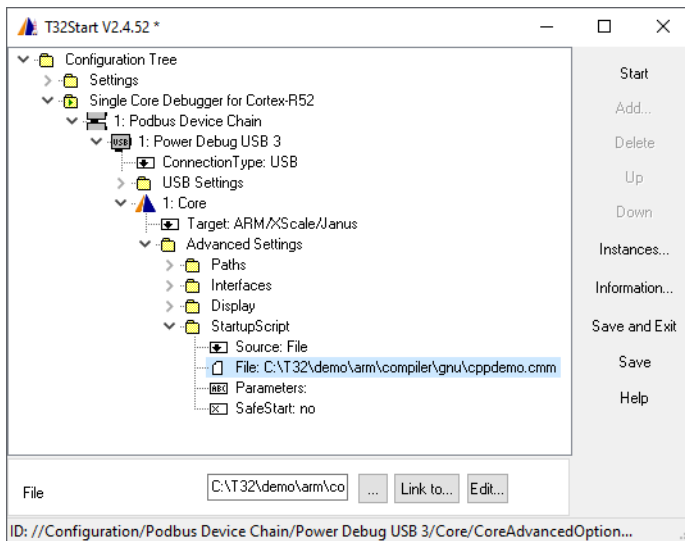 T32Start V2.4.52 *
Configuration Tree
Settings
Single Core Debugger for Cortex-R52
1: Podbus Device Chain
USB 1: Power Debug USB 3
ConnectionType: USB
USB Settings
1: Core
Target: ARM/XScale/Janus
Advanced Settings
Paths
Interfaces
Display
StartupScript
Source: File
File: C:\T32\demo\arm\compiler\gnu\cppdemo.cmm
ABC Parameters:
SafeStart: no
Start
Add...
Delete
Up
Down
Instances...
Information...
Save and Exit
Save
Help
File C:\T32\demo\arm\co ... Link to... Edit...
ID: //Configuration/Podbus Device Chain/Power Debug USB 3/Core/CoreAdvancedOption...